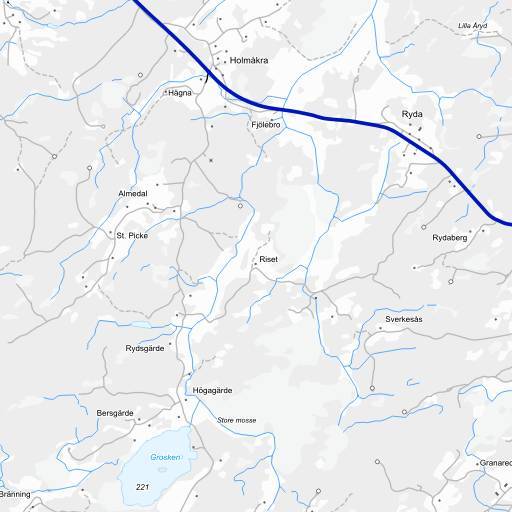 Lilla Äryd
Holmåkra
Hägna
Ryda
Fjölebro
Almedal
St. Picke
Rydaberg
Riset
Sverkesås
Rydsgärde
Högagärde
Bersgärde
Store mosse
Grosken
Granared
221
Bränning